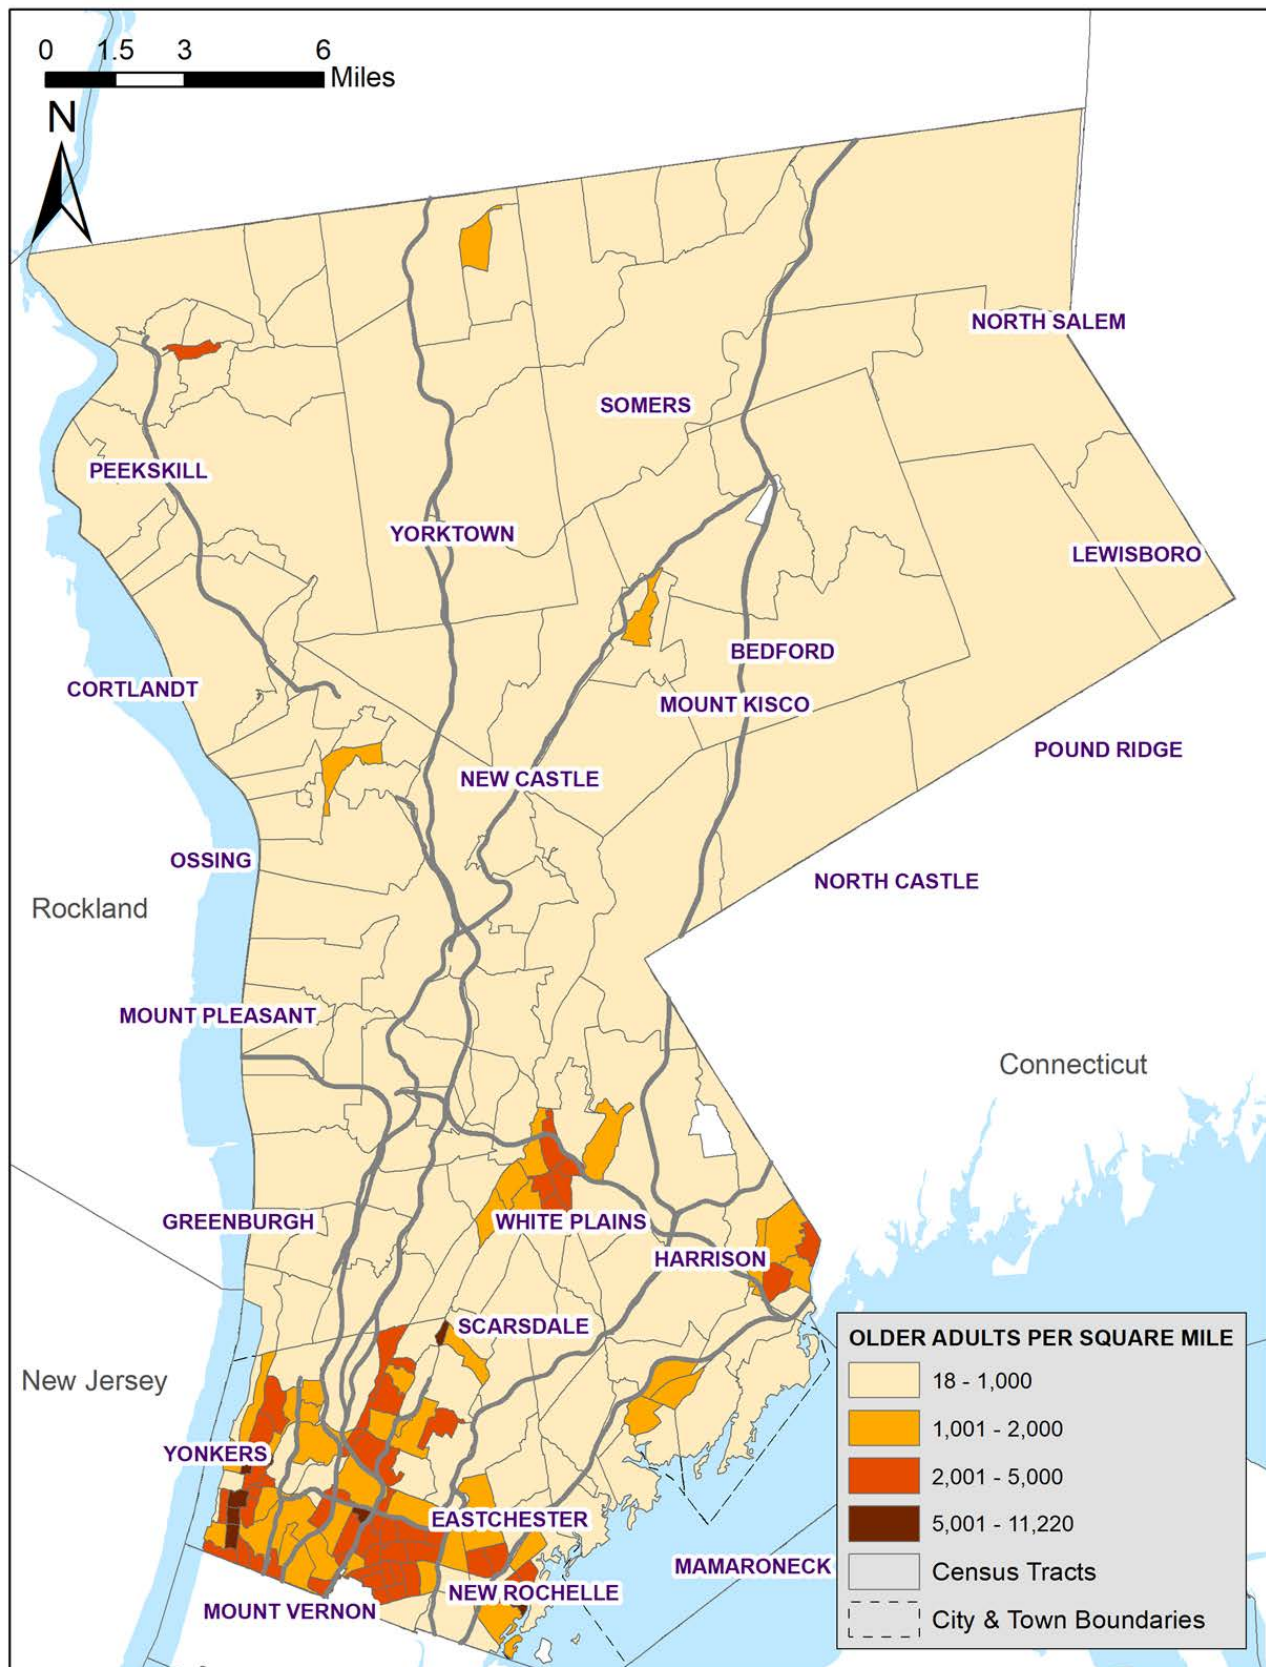 0 1.5 3 6
Miles
N
NORTH SALEM
SOMERS
PEEKSKILL
YORKTOWN
LEWISBORO
BEDFORD
CORTLANDT
MOUNT KISCO
POUND RIDGE
NEW CASTLE
OSSING
NORTH CASTLE
Rockland
MOUNT PLEASANT
Connecticut
GREENBURGH
WHITE PLAINS
HARRISON
SCARSDALE
New Jersey
YONKERS
EASTCHESTER
MAMARONECK
NEW ROCHELLE
MOUNT VERNON
OLDER ADULTS PER SQUARE MILE
18 - 1,000
1,001 - 2,000
2,001 - 5,000
5,001 - 11,220
Census Tracts
City & Town Boundaries